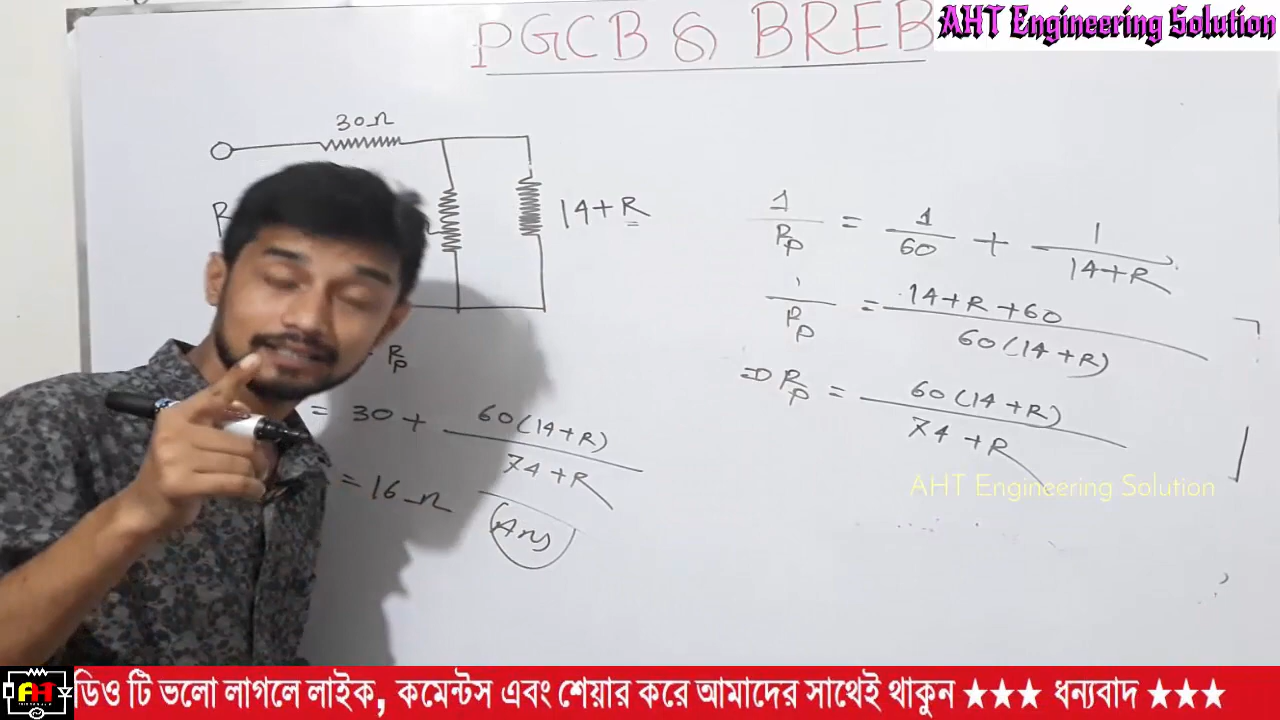 PGCB & BREB
AHT Engineering Solution
30Ω
R
14+R
1/Rp = 1/60 + 1/14+R
1/Rp = 14+R+60/60(14+R)
⇒ Rp = 60(14+R)/74+R
Rp
= 30 + 60(14+R)/74+R
= 16Ω
Ans
AHT Engineering Solution
ডিও টি ভলো লাগলে লাইক, কমেন্টস এবং শেয়ার করে আমাদের সাথেই থাকুন ★★★ ধন্যবাদ ★★★
AHT